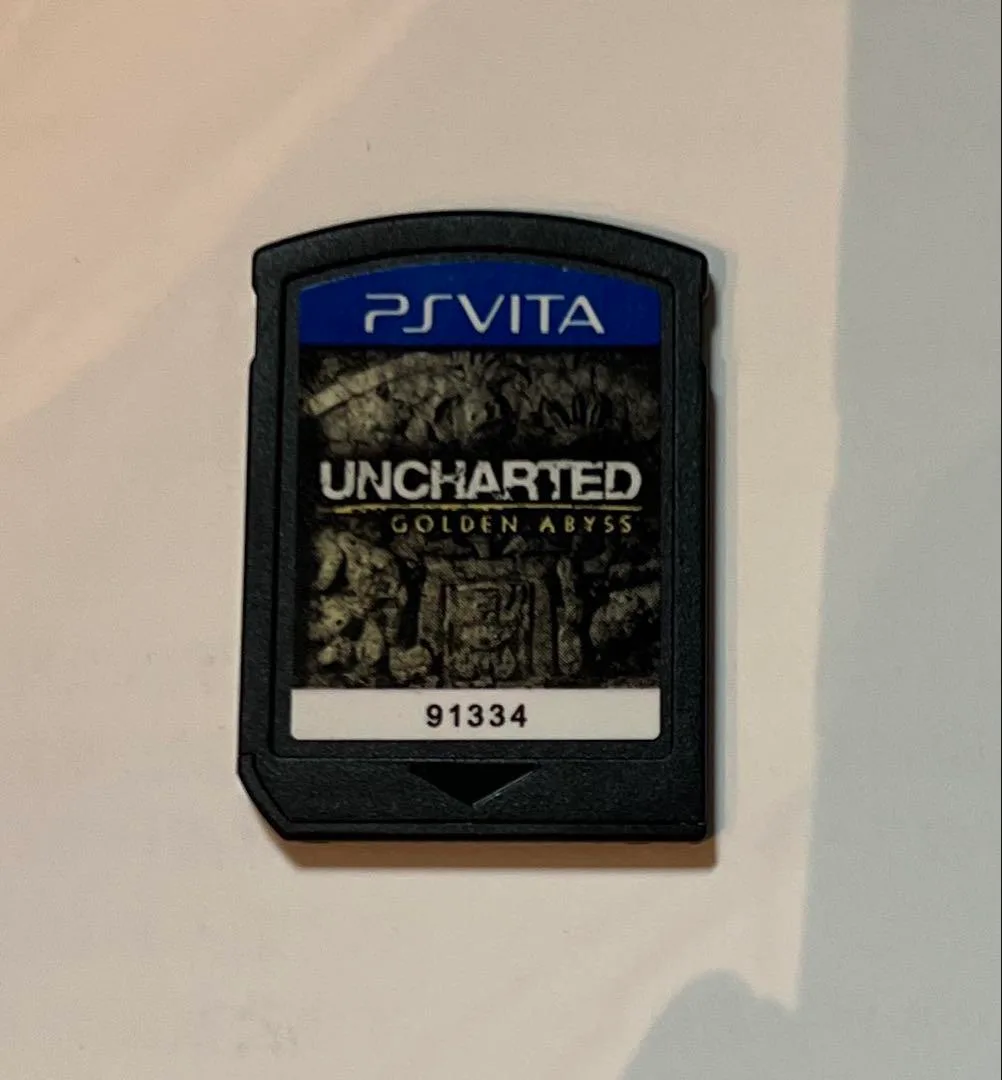 PSVITA
UNCHARTED
GOLDEN ABYSS
91334